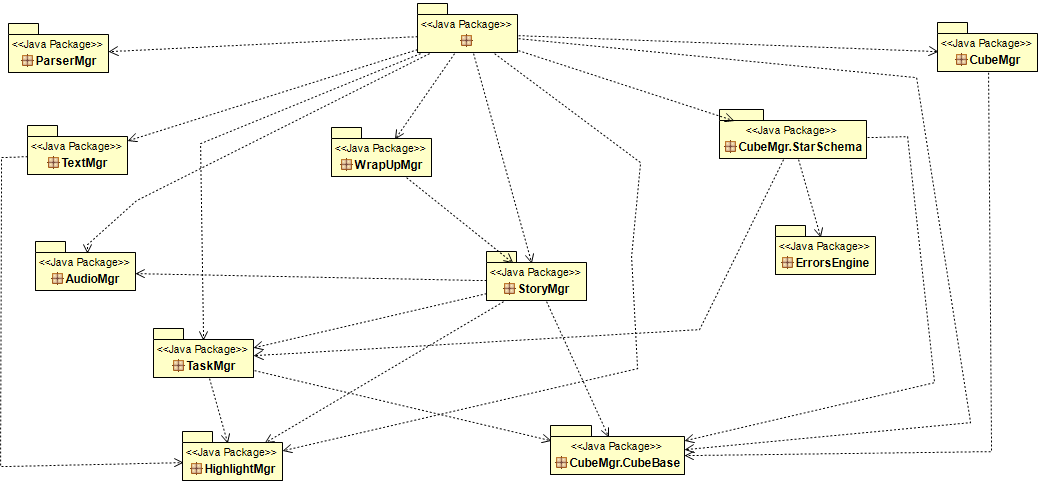 <<Java Package>>
<<Java Package>>
ParserMgr
<<Java Package>>
CubeMgr
<<Java Package>>
TextMgr
<<Java Package>>
WrapUpMgr
<<Java Package>>
CubeMgr.StarSchema
<<Java Package>>
AudioMgr
<<Java Package>>
StoryMgr
<<Java Package>>
ErrorsEngine
<<Java Package>>
TaskMgr
<<Java Package>>
HighlightMgr
<<Java Package>>
CubeMgr.CubeBase